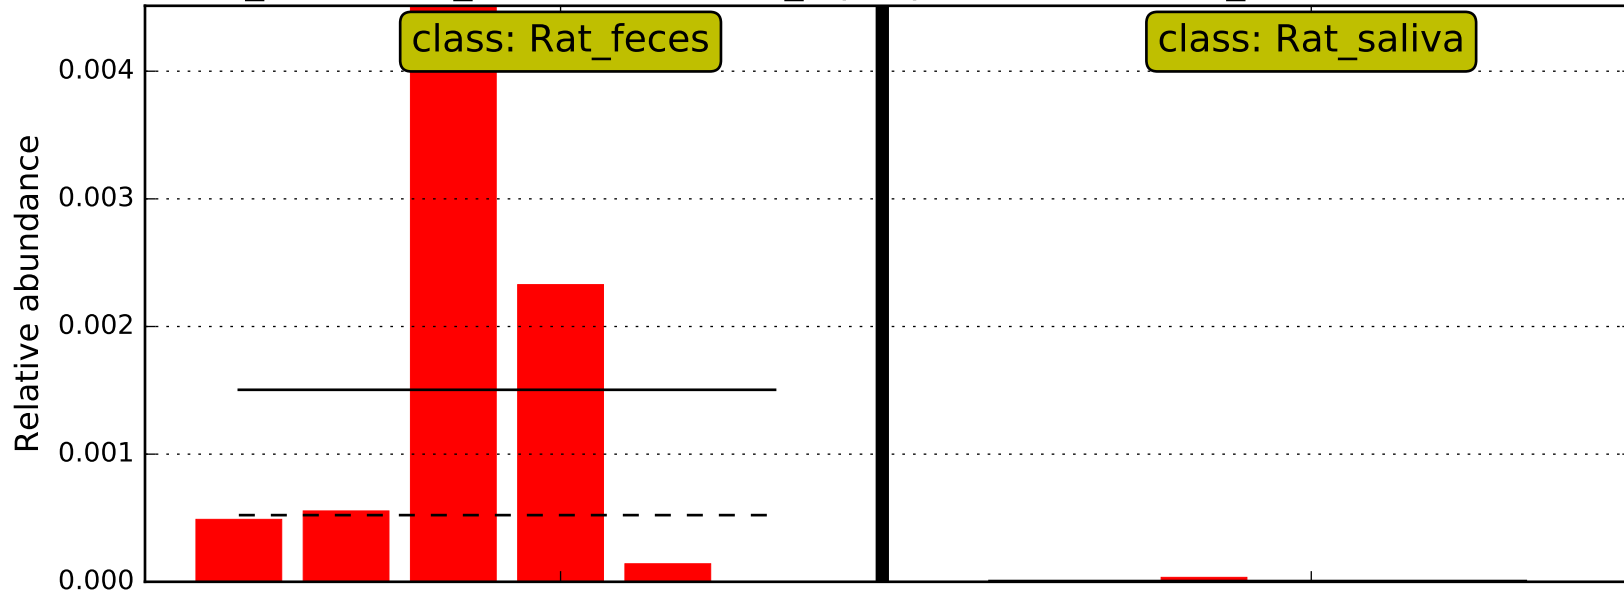 class: Rat_feces
class: Rat_saliva
Relative abundance
0.004
0.003
0.002
0.001
0.000